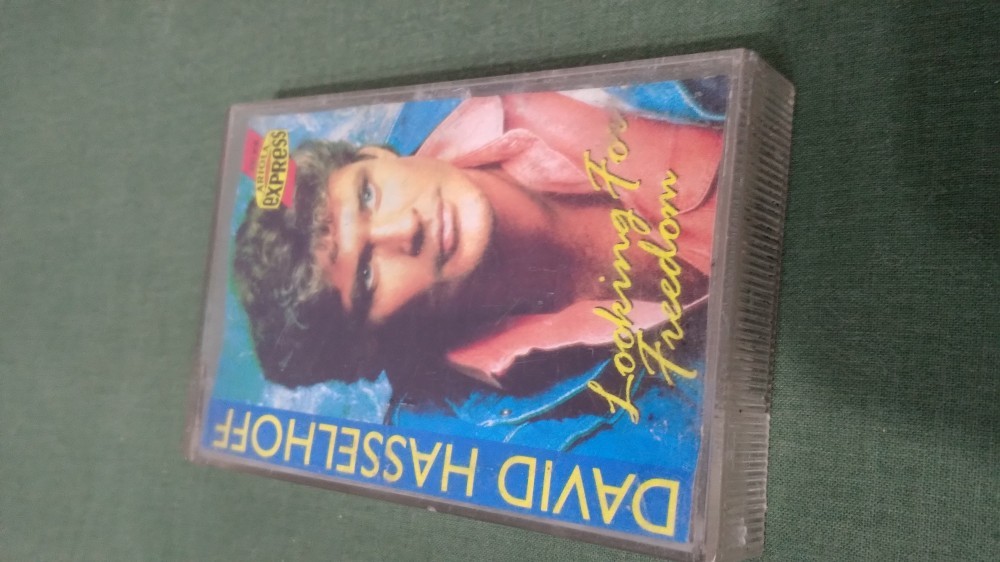 ARIOLA
express
DAVID HASSELHOFF
Looking For
Freedom